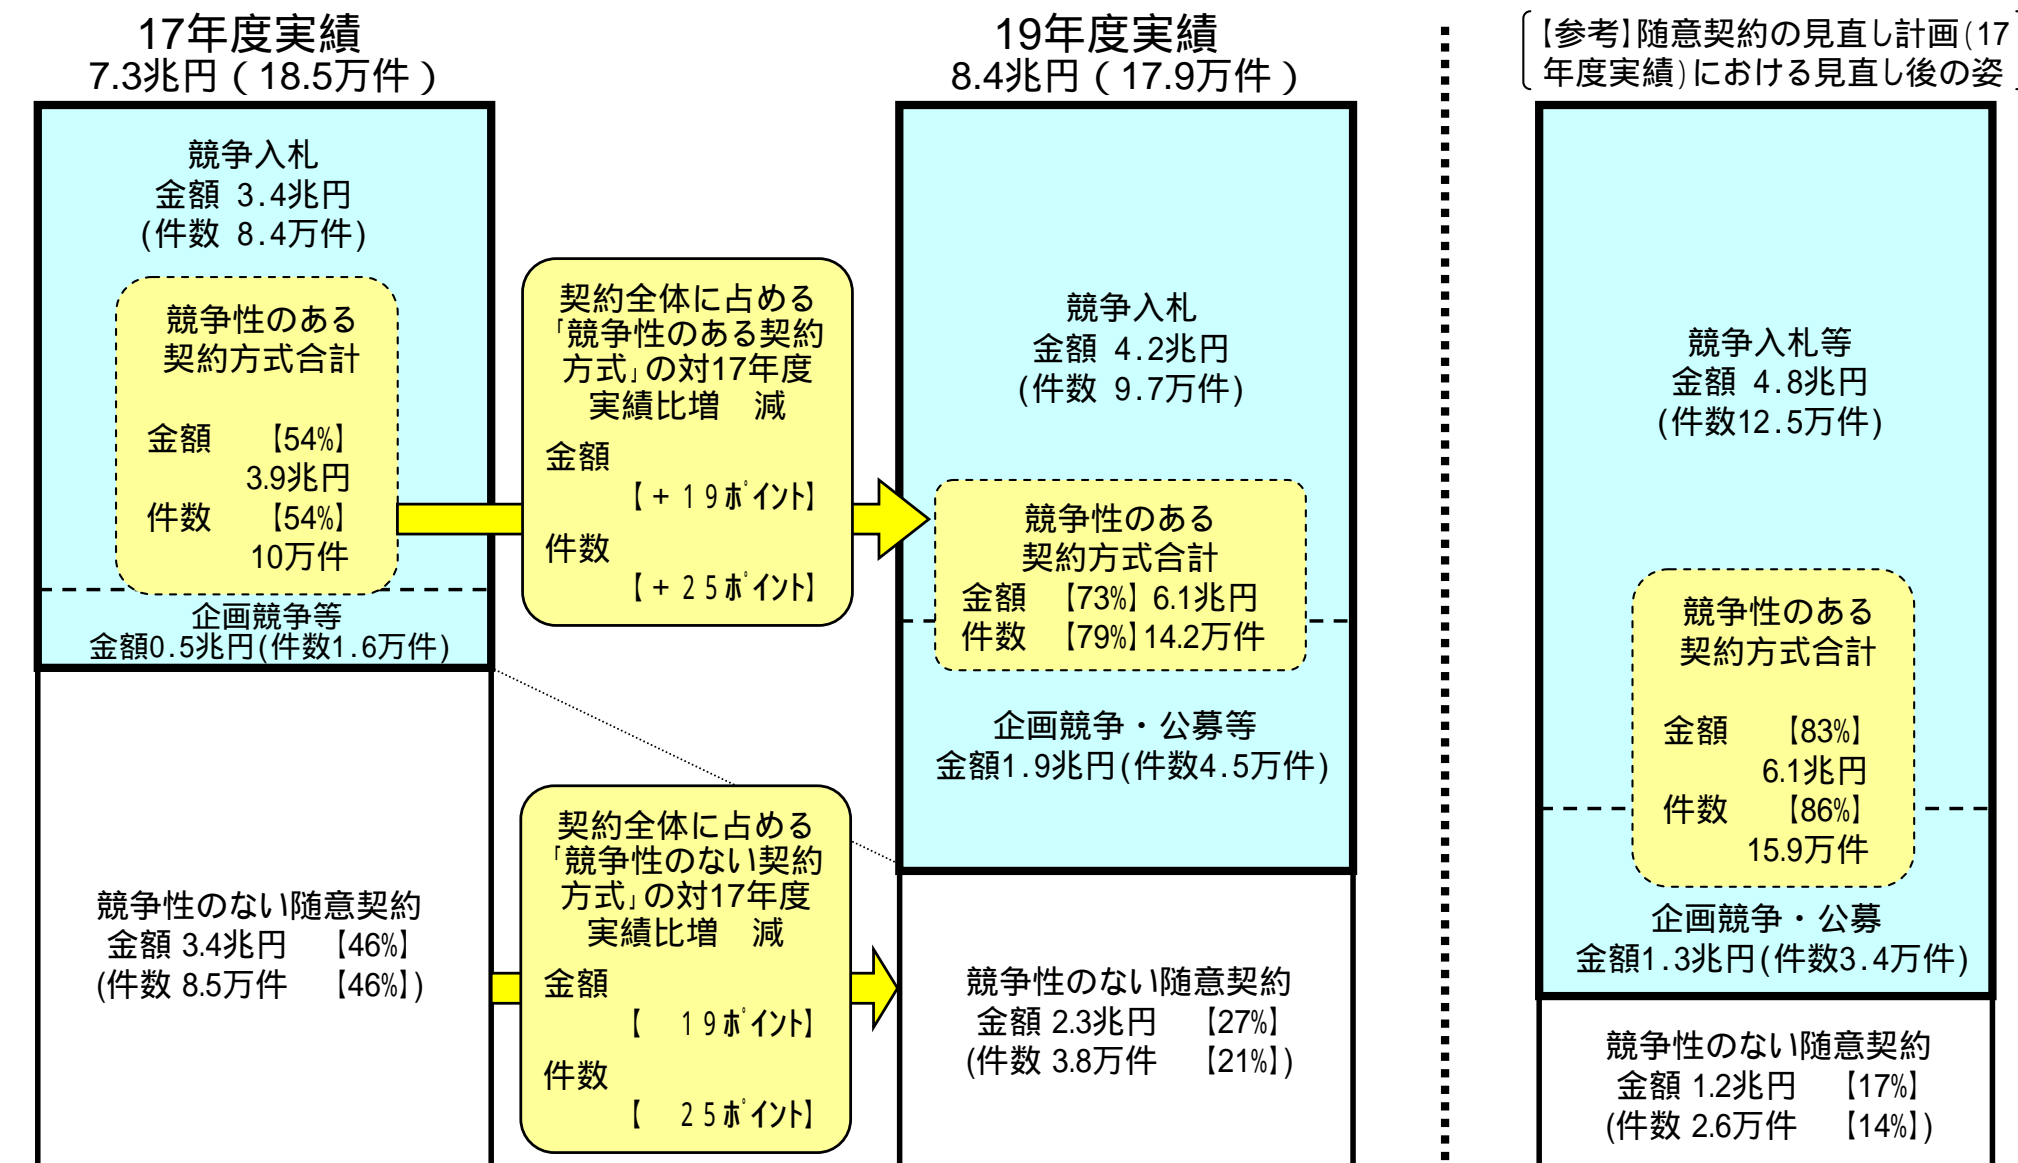 17年度実績
7.3兆円（18.5万件）
競争入札
金額 3.4兆円
(件数 8.4万件)
競争性のある
契約方式合計
金額 【54%】
3.9兆円
件数 【54%】
10万件
企画競争等
金額0.5兆円(件数1.6万件)
競争性のない随意契約
金額 3.4兆円 【46%】
(件数 8.5万件 【46%】)
契約全体に占める
「競争性のある契約
方式」の対17年度
実績比増 減
金額
【+19ﾎﾟｲﾝﾄ】
件数
【+25ﾎﾟｲﾝﾄ】
契約全体に占める
「競争性のない契約
方式」の対17年度
実績比増 減
金額
【 19ﾎﾟｲﾝﾄ】
件数
【 25ﾎﾟｲﾝﾄ】
19年度実績
8.4兆円（17.9万件）
競争入札
金額 4.2兆円
(件数 9.7万件)
競争性のある
契約方式合計
金額 【73%】6.1兆円
件数 【79%】14.2万件
企画競争・公募等
金額1.9兆円(件数4.5万件)
競争性のない随意契約
金額 2.3兆円 【27%】
(件数 3.8万件 【21%】)
【参考】随意契約の見直し計画(17
年度実績)における見直し後の姿
競争入札等
金額 4.8兆円
(件数12.5万件)
競争性のある
契約方式合計
金額 【83%】
6.1兆円
件数 【86%】
15.9万件
企画競争・公募
金額1.3兆円(件数3.4万件)
競争性のない随意契約
金額 1.2兆円 【17%】
(件数 2.6万件 【14%】)